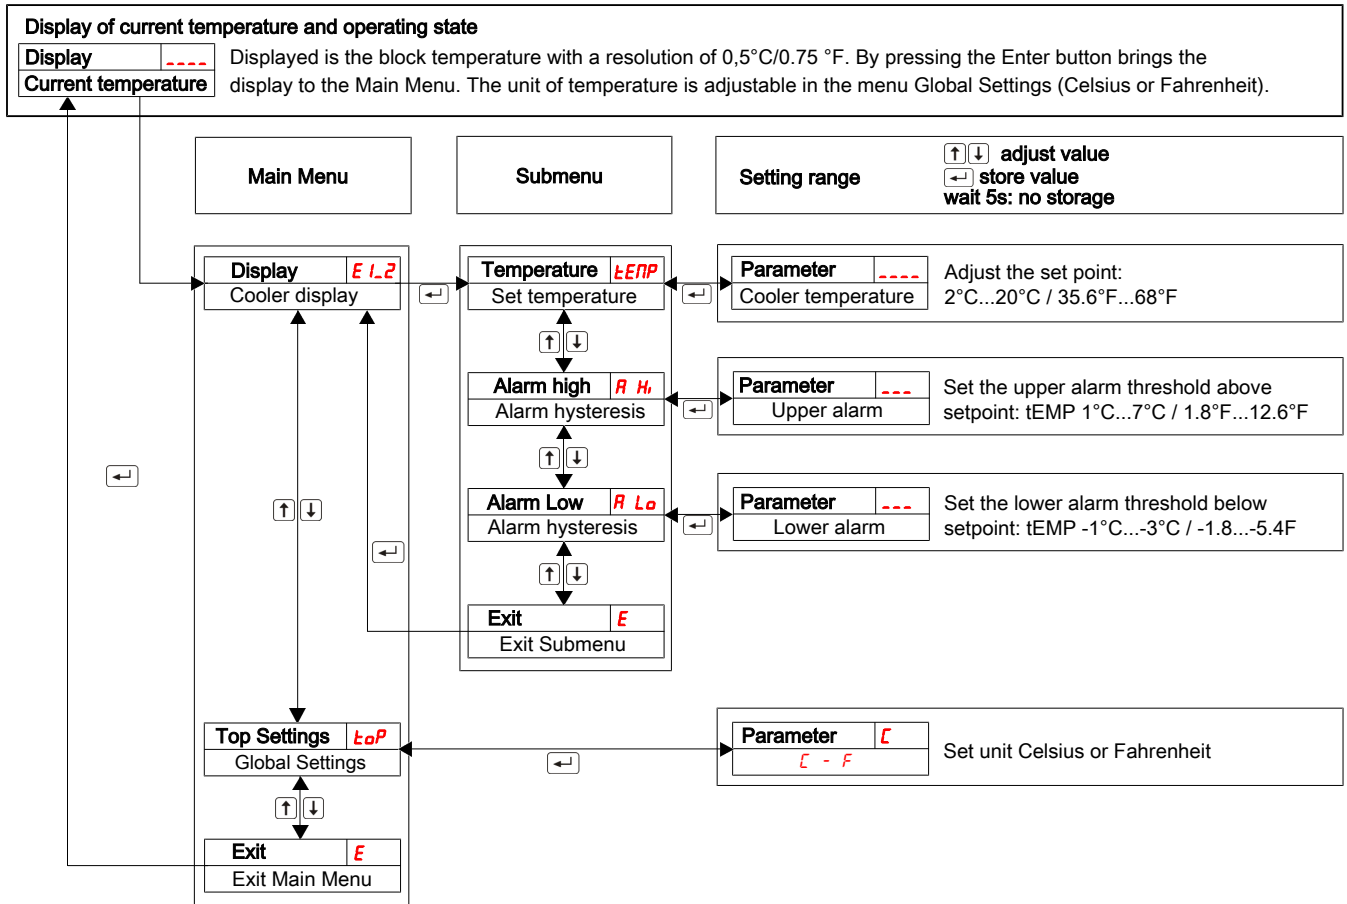 Display of current temperature and operating state
Display ----
Current temperature
Displayed is the block temperature with a resolution of 0,5°C/0.75 °F. By pressing the Enter button brings the
display to the Main Menu. The unit of temperature is adjustable in the menu Global Settings (Celsius or Fahrenheit).
Main Menu
Submenu
Setting range
↑ ↓ adjust value
↵ store value
wait 5s: no storage
Display E1_2
Cooler display
↵
Temperature tEMP
Set temperature
↵
Parameter ----
Cooler temperature
Adjust the set point:
2°C...20°C / 35.6°F...68°F
↑ ↓
Alarm high A Hi
Alarm hysteresis
↵
Parameter ---
Upper alarm
Set the upper alarm threshold above
setpoint: tEMP 1°C...7°C / 1.8°F...12.6°F
↵
↑ ↓
↑ ↓
Alarm Low A Lo
Alarm hysteresis
↵
Parameter ---
Lower alarm
Set the lower alarm threshold below
setpoint: tEMP -1°C...-3°C / -1.8...-5.4F
↵
↑ ↓
Exit E
Exit Submenu
Top Settings toP
Global Settings
↵
Parameter C
C - F
Set unit Celsius or Fahrenheit
↑ ↓
Exit E
Exit Main Menu